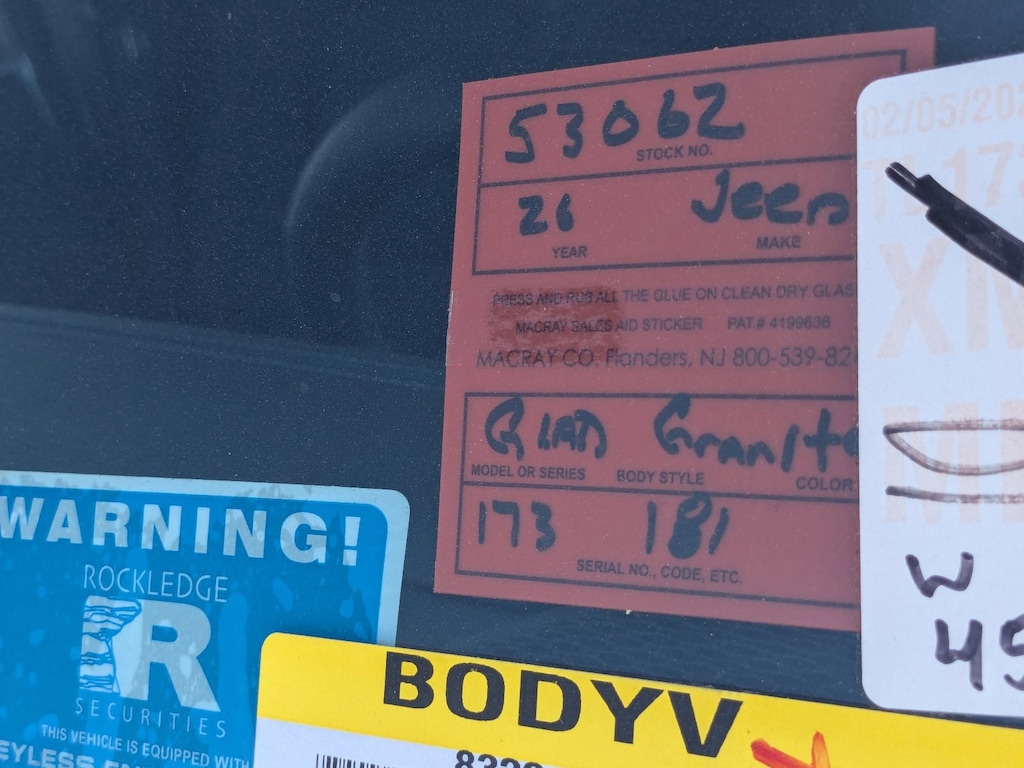 53062
STOCK NO.
26 Jeep
YEAR MAKE
PRESS AND RUB ALL THE GLUE ON CLEAN DRY GLAS
MACRAY SALES AID STICKER PAT# 4199638
MACRAY CO. Flanders, NJ 800-539-82
GLAD Granite
MODEL OR SERIES BODY STYLE COLOR
173 181
SERIAL NO., CODE, ETC.
02/05/202
173
XM
W
45
WARNING!
ROCKLEDGE
R
SECURITIES
THIS VEHICLE IS EQUIPPED WITH
BODYV